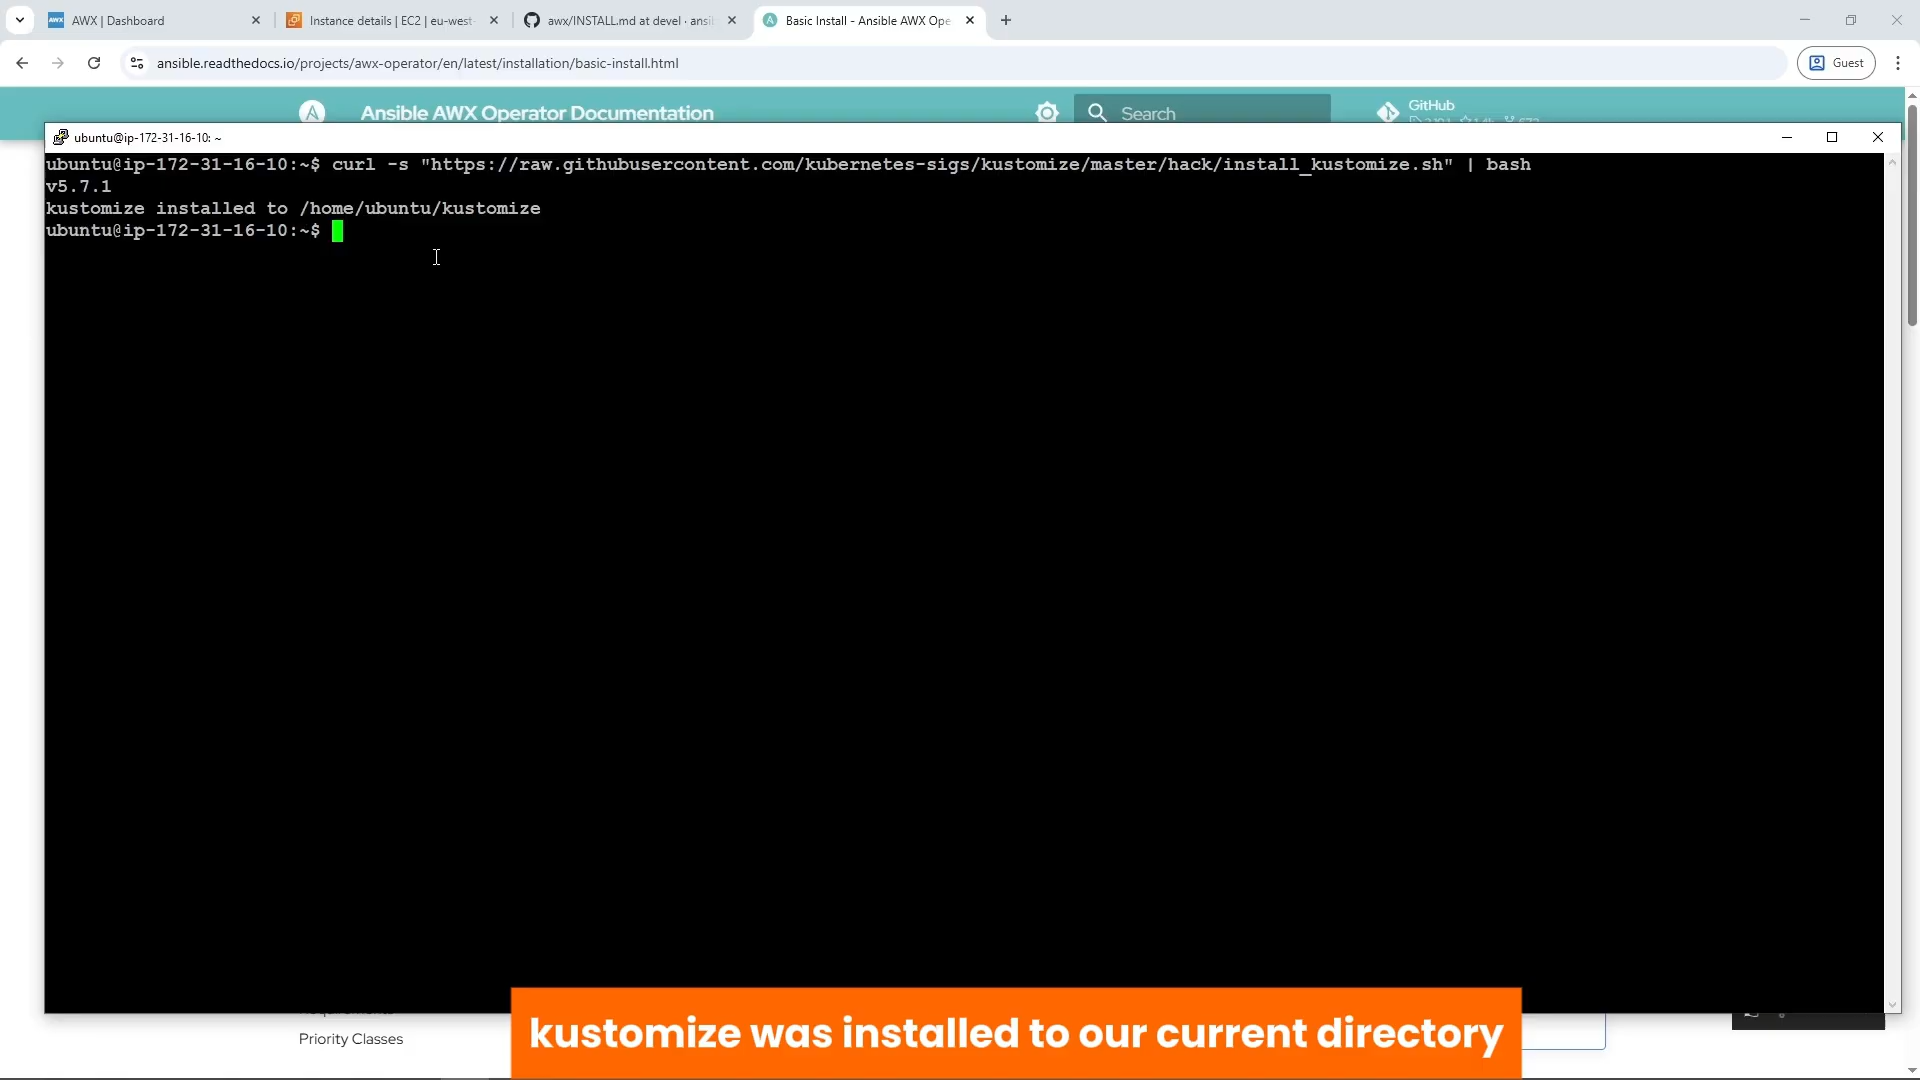 AWX | Dashboard
Instance details | EC2 | eu-west-
awx/INSTALL.md at devel · ansib
Basic Install - Ansible AWX Ope
ansible.readthedocs.io/projects/awx-operator/en/latest/installation/basic-install.html
Guest
Ansible AWX Operator Documentation
Search
GitHub
ubuntu@ip-172-31-16-10: ~
ubuntu@ip-172-31-16-10:~$ curl -s "https://raw.githubusercontent.com/kubernetes-sigs/kustomize/master/hack/install_kustomize.sh" | bash
v5.7.1
kustomize installed to /home/ubuntu/kustomize
ubuntu@ip-172-31-16-10:~$
Priority Classes
kustomize was installed to our current directory